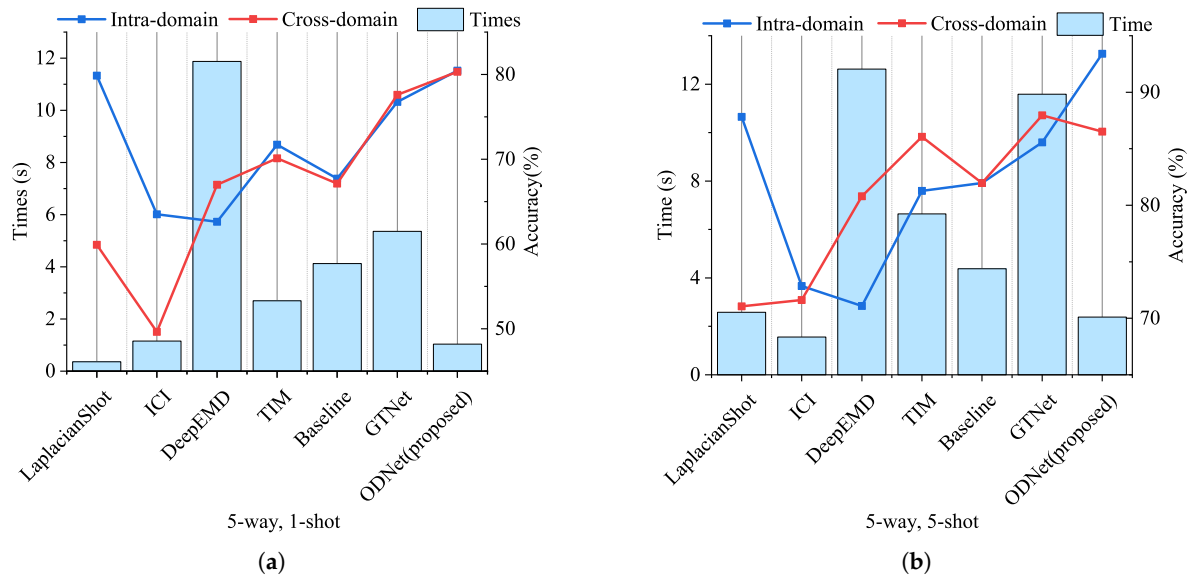 Intra-domain Cross-domain Times
12
10
8
6
4
2
0
Times (s)
80
70
60
50
Accuracy(%)
LaplacianShot
ICI
DeepEMD
TIM
Baseline
GTNet
ODNet(proposed)
5-way, 1-shot
(a)
Intra-domain Cross-domain Time
12
8
4
0
Time (s)
90
80
70
Accuracy (%)
LaplacianShot
ICI
DeepEMD
TIM
Baseline
GTNet
ODNet(proposed)
5-way, 5-shot
(b)